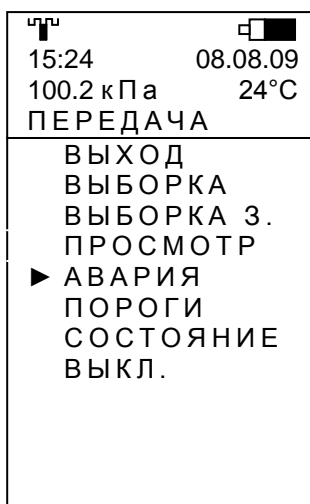 15:24 08.08.09
100.2 кПа 24°C
ПЕРЕДАЧА
ВЫХОД
ВЫБОРКА
ВЫБОРКА З.
ПРОСМОТР
► АВАРИЯ
ПОРОГИ
СОСТОЯНИЕ
ВЫКЛ.